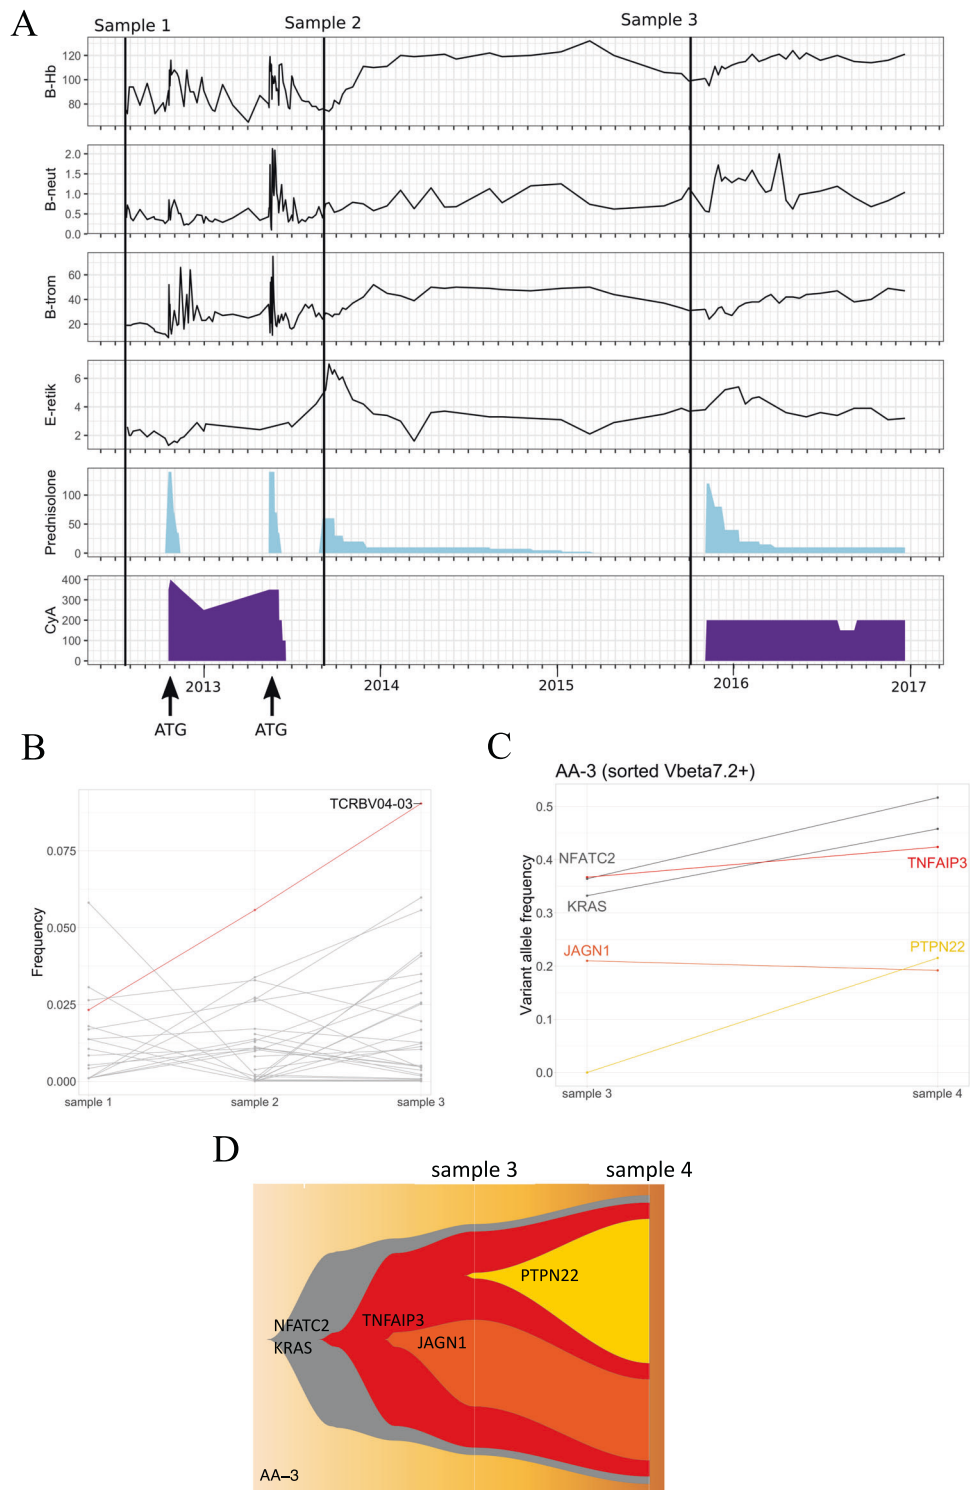 A
Sample 1
Sample 2
Sample 3
B-Hb
120
100
80
B-neut
2.0
1.5
1.0
0.5
0.0
B-trom
60
40
20
E-retik
6
4
2
Prednisolone
100
50
0
CyA
400
300
200
100
0
2013
2014
2015
2016
2017
ATG
ATG
B
TCRBV04-03
Frequency
0.075
0.050
0.025
0.000
sample 1
sample 2
sample 3
C
AA-3 (sorted Vbeta7.2+)
Variant allele frequency
0.5
0.4
0.3
0.2
0.1
0.0
NFATC2
KRAS
TNFAIP3
JAGN1
PTPN22
sample 3
sample 4
D
sample 3
sample 4
PTPN22
NFATC2
KRAS
TNFAIP3
JAGN1
AA–3